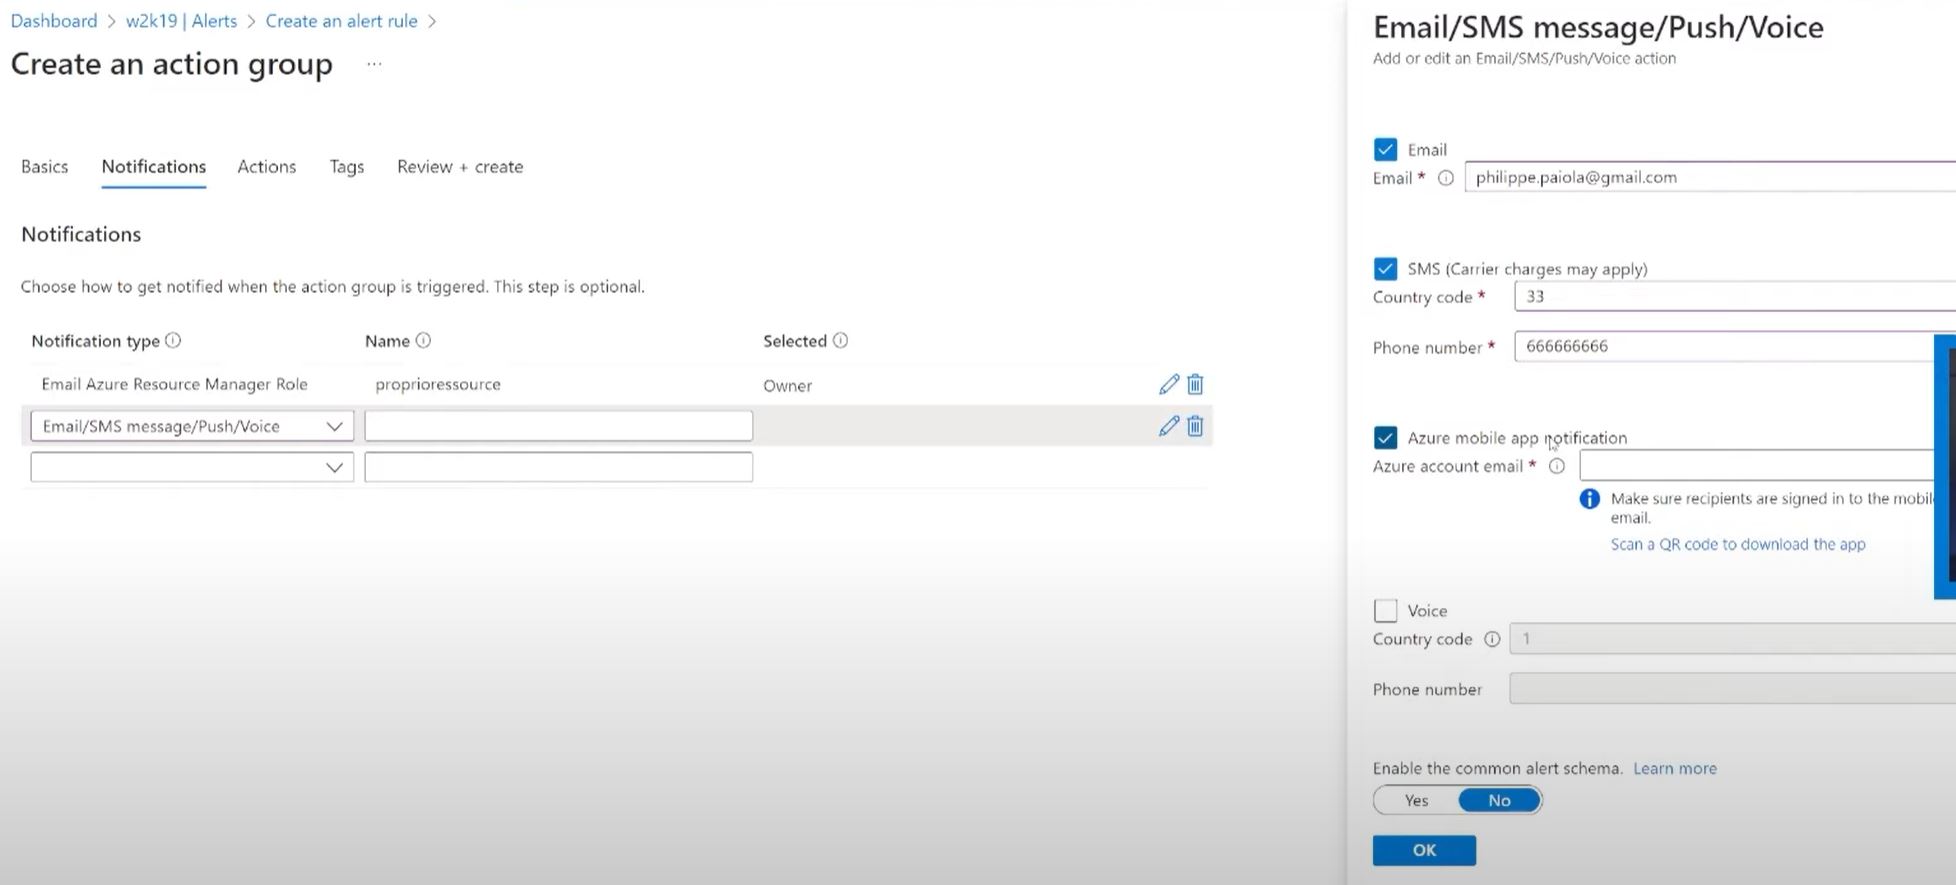 Dashboard > w2k19 | Alerts > Create an alert rule >
Create an action group ...
Basics Notifications Actions Tags Review + create
Notifications
Choose how to get notified when the action group is triggered. This step is optional.
Notification type Name Selected
Email Azure Resource Manager Role proprioressource Owner
Email/SMS message/Push/Voice
Email/SMS message/Push/Voice
Add or edit an Email/SMS/Push/Voice action
Email
Email * philippe.paiola@gmail.com
SMS (Carrier charges may apply)
Country code * 33
Phone number * 666666666
Azure mobile app notification
Azure account email *
Make sure recipients are signed in to the mobil
email.
Scan a QR code to download the app
Voice
Country code 1
Phone number
Enable the common alert schema. Learn more
Yes No
OK